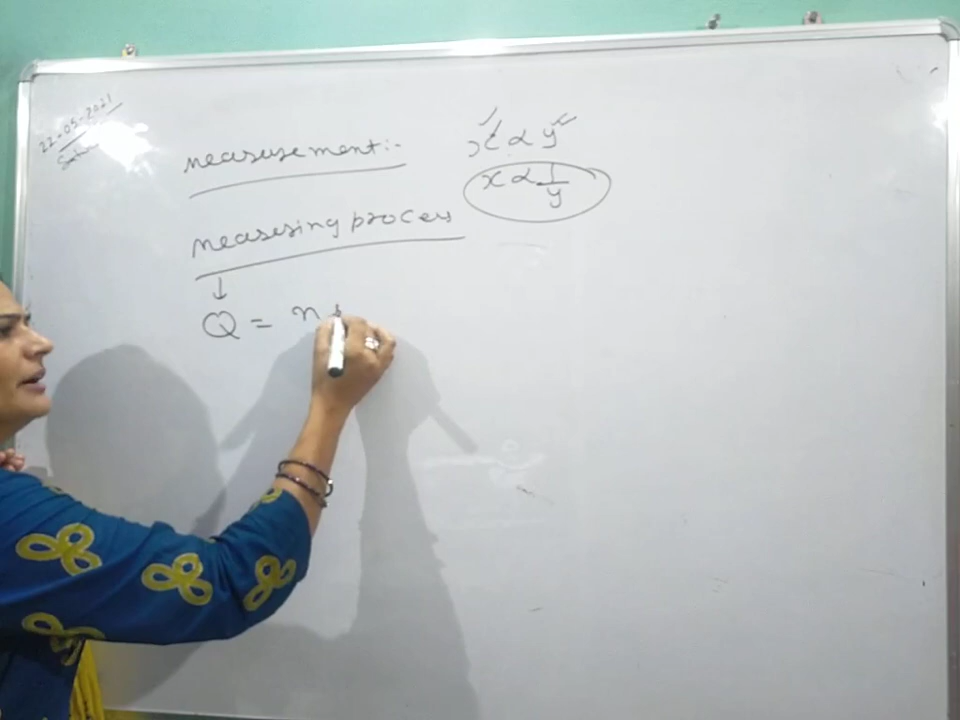 22-05-2021
measurement:-
x ∝ y
x ∝ 1/y
measuring process
↓
Q = n